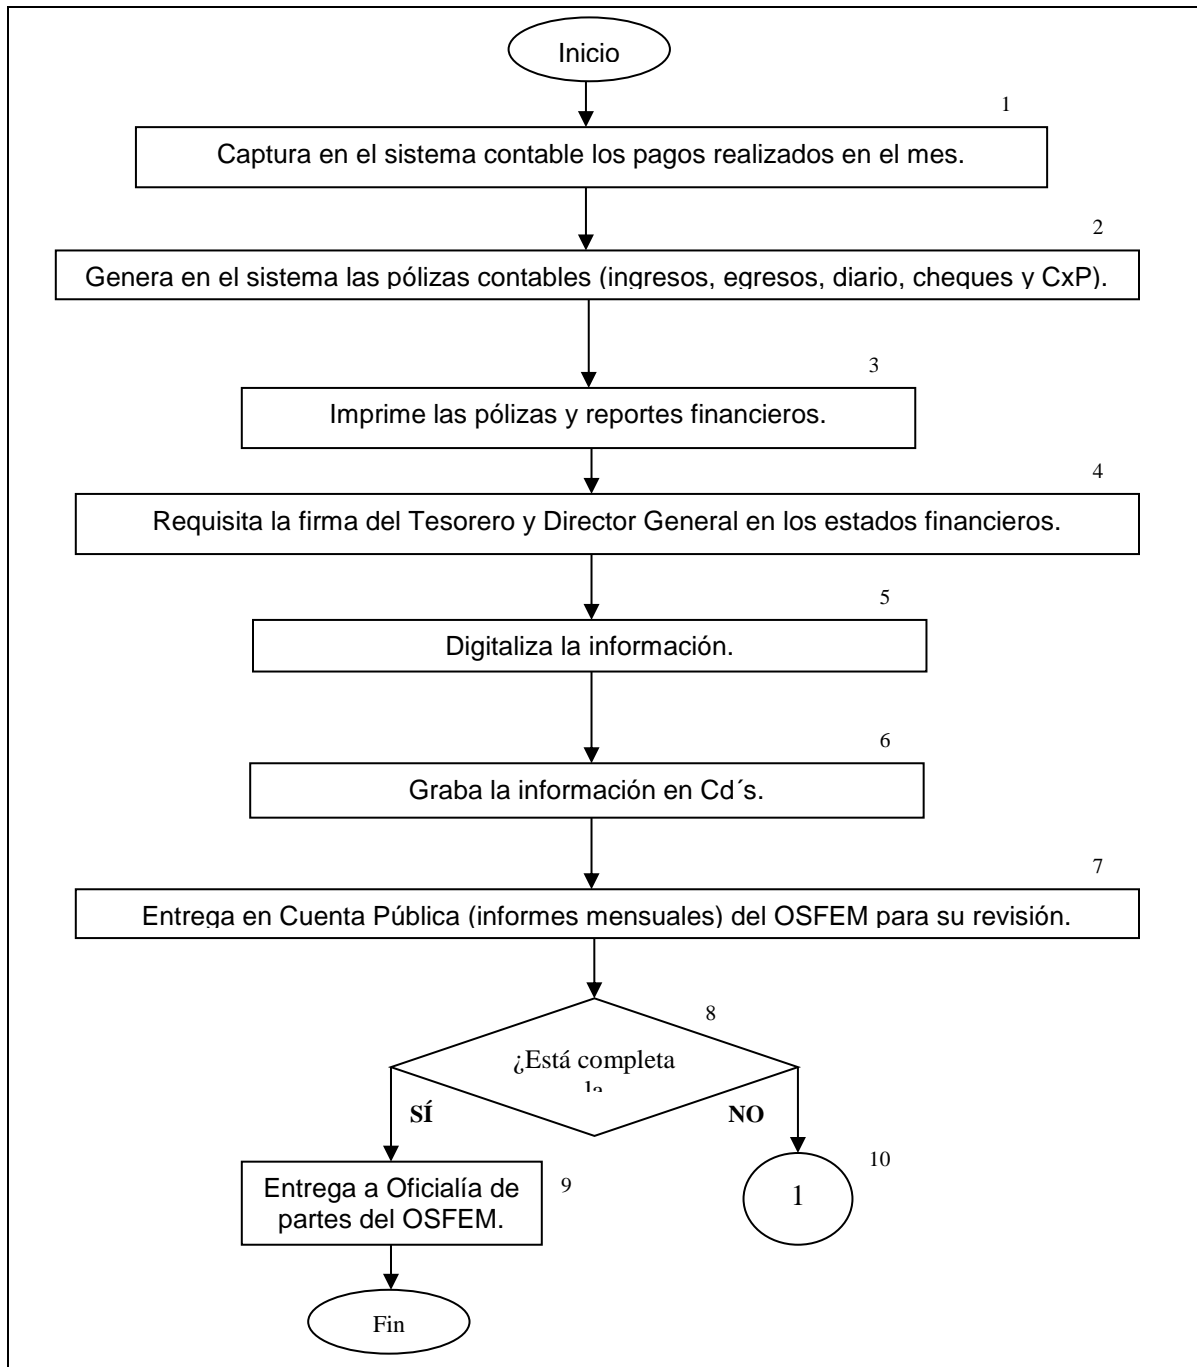 Inicio
1
Captura en el sistema contable los pagos realizados en el mes.
2
Genera en el sistema las pólizas contables (ingresos, egresos, diario, cheques y CxP).
3
Imprime las pólizas y reportes financieros.
4
Requisita la firma del Tesorero y Director General en los estados financieros.
5
Digitaliza la información.
6
Graba la información en Cd´s.
7
Entrega en Cuenta Pública (informes mensuales) del OSFEM para su revisión.
8
¿Está completa
la
SÍ
NO
10
Entrega a Oficialía de
partes del OSFEM.
9
1
Fin